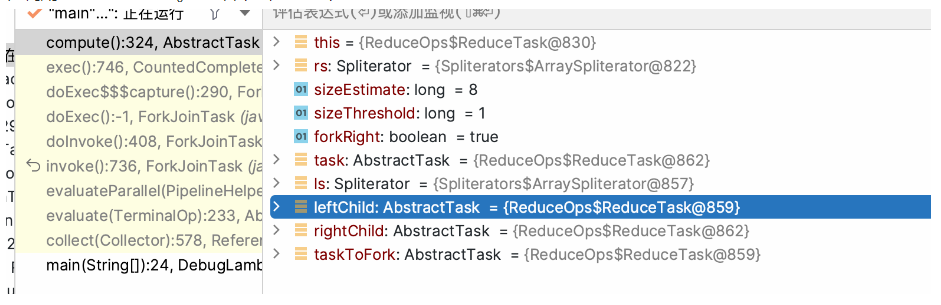 "main"…": 正在运行
compute():324, AbstractTask
exec():746, CountedComplete
doExec$$$capture():290, For
doExec():-1, ForkJoinTask (jav
doInvoke():408, ForkJoinTask
invoke():736, ForkJoinTask (ja
evaluateParallel(PipelineHelpe
evaluate(TerminalOp):233, Ab
collect(Collector):578, Referen
main(String[]):24, DebugLamb
评估表达式(⏎)或添加监视(⇧⌘⏎)
this = {ReduceOps$ReduceTask@830}
rs: Spliterator = {Spliterators$ArraySpliterator@822}
01 sizeEstimate: long = 8
01 sizeThreshold: long = 1
01 forkRight: boolean = true
task: AbstractTask = {ReduceOps$ReduceTask@862}
ls: Spliterator = {Spliterators$ArraySpliterator@857}
leftChild: AbstractTask = {ReduceOps$ReduceTask@859}
rightChild: AbstractTask = {ReduceOps$ReduceTask@862}
taskToFork: AbstractTask = {ReduceOps$ReduceTask@859}